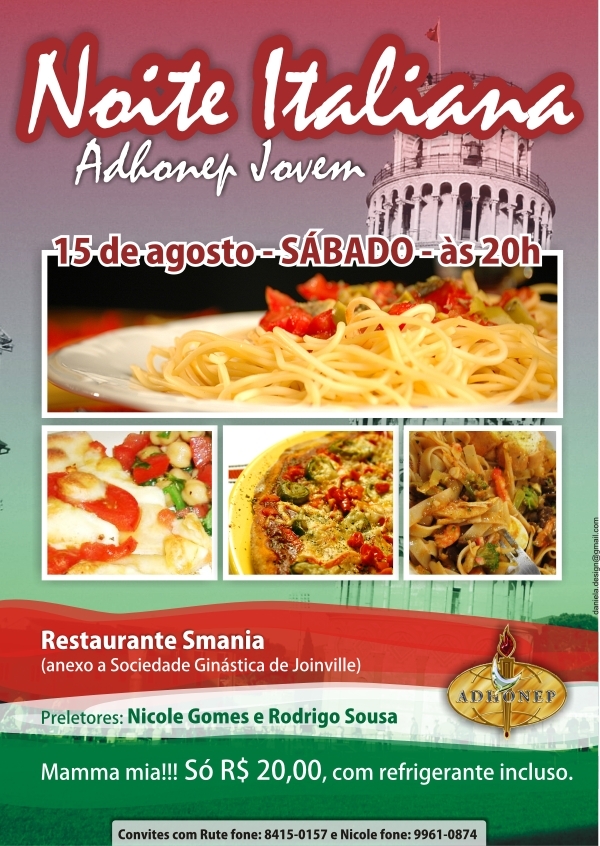 Noite Italiana
Adhonep Jovem
15 de agosto - SÁBADO - às 20h
daniela.design@gmail.com
Restaurante Smania
(anexo a Sociedade Ginástica de Joinville)
ADHONEP
Preletores: Nicole Gomes e Rodrigo Sousa
Mamma mia!!! Só R$ 20,00, com refrigerante incluso.
Convites com Rute fone: 8415-0157 e Nicole fone: 9961-0874